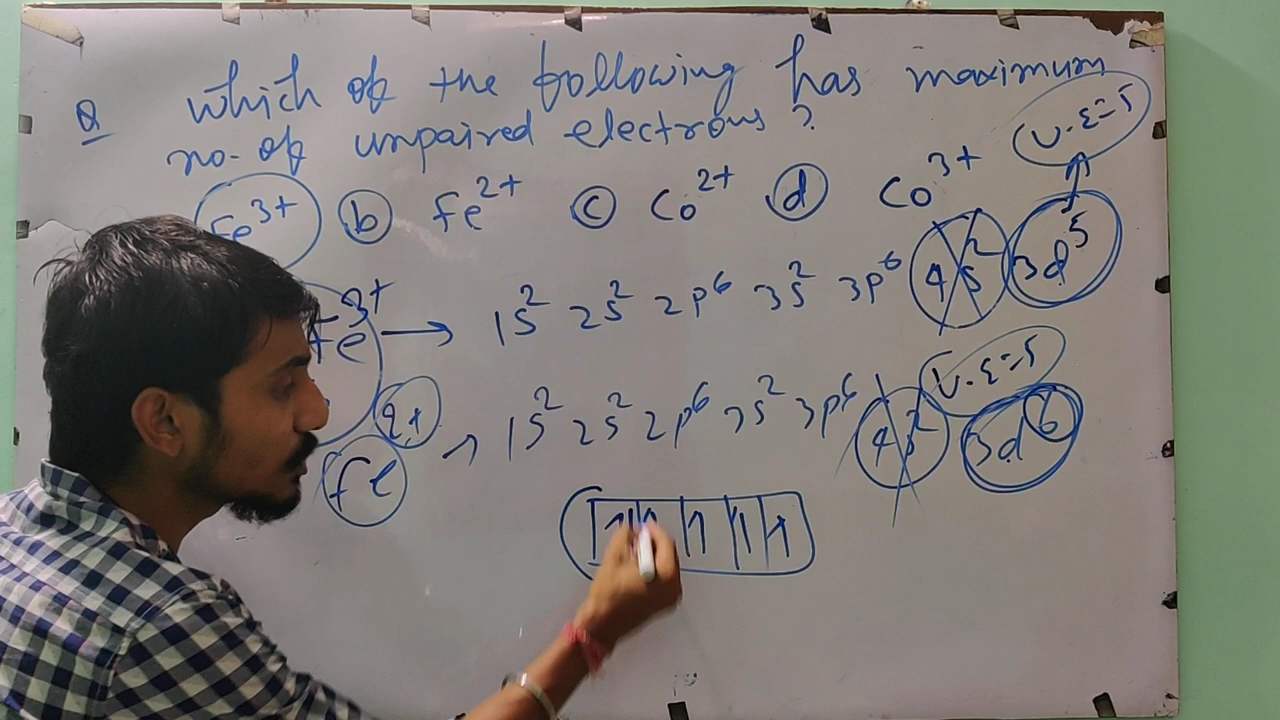 Q Which of the following has maximum
no. of unpaired electrons ?
Fe³⁺ (b) Fe²⁺ (c) Co²⁺ (d) Co³⁺
U.E=5
Fe³⁺ → 1S² 2S² 2P⁶ 3S² 3P⁶ 4S² 3d⁵
U.E=5
Fe²⁺ → 1S² 2S² 2P⁶ 3S² 3P⁶ 4S² 3d⁶